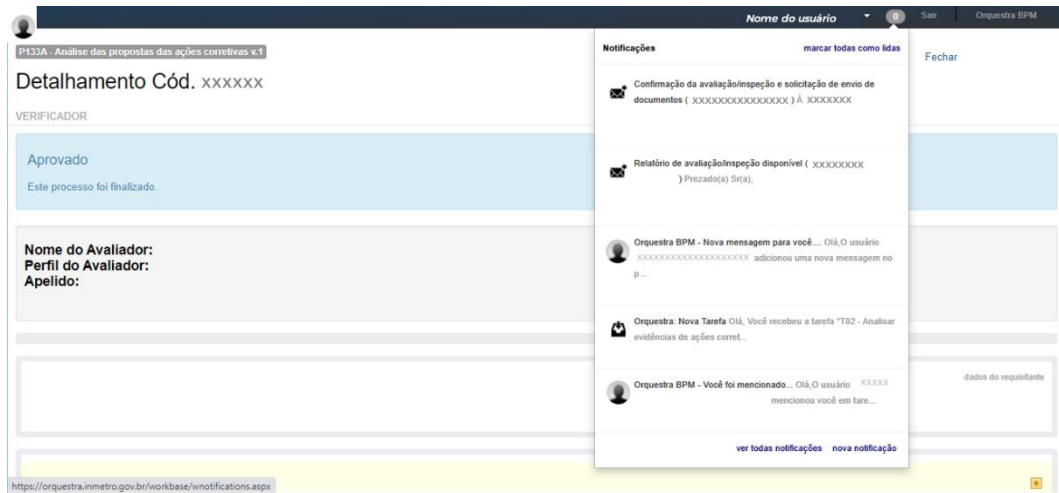 Nome do usuário
0
Sair
Orquestra BPM
P133A - Análise das propostas das ações corretivas v.1
Detalhamento Cód. xxxxxx
VERIFICADOR
Aprovado
Este processo foi finalizado.
Nome do Avaliador:
Perfil do Avaliador:
Apelido:
Notificações
marcar todas como lidas
Fechar
Confirmação da avaliação/inspeção e solicitação de envio de
documentos ( XXXXXXXXXXXXXXX ) À XXXXXXX
Relatório de avaliação/inspeção disponível ( XXXXXXXX
) Prezado(a) Sr(a),
Orquestra BPM - Nova mensagem para você.... Olá,O usuário
XXXXXXXXXXXXXXXXXXXX adicionou uma nova mensagem no
p...
Orquestra: Nova Tarefa Olá, Você recebeu a tarefa "T02 - Analisar
evidências de ações corret...
Orquestra BPM - Você foi mencionado... Olá,O usuário XXXXX
mencionou você em tare...
ver todas notificações nova notificação
dados do requisitante
https://orquestra.inmetro.gov.br/workbase/wnotifications.aspx